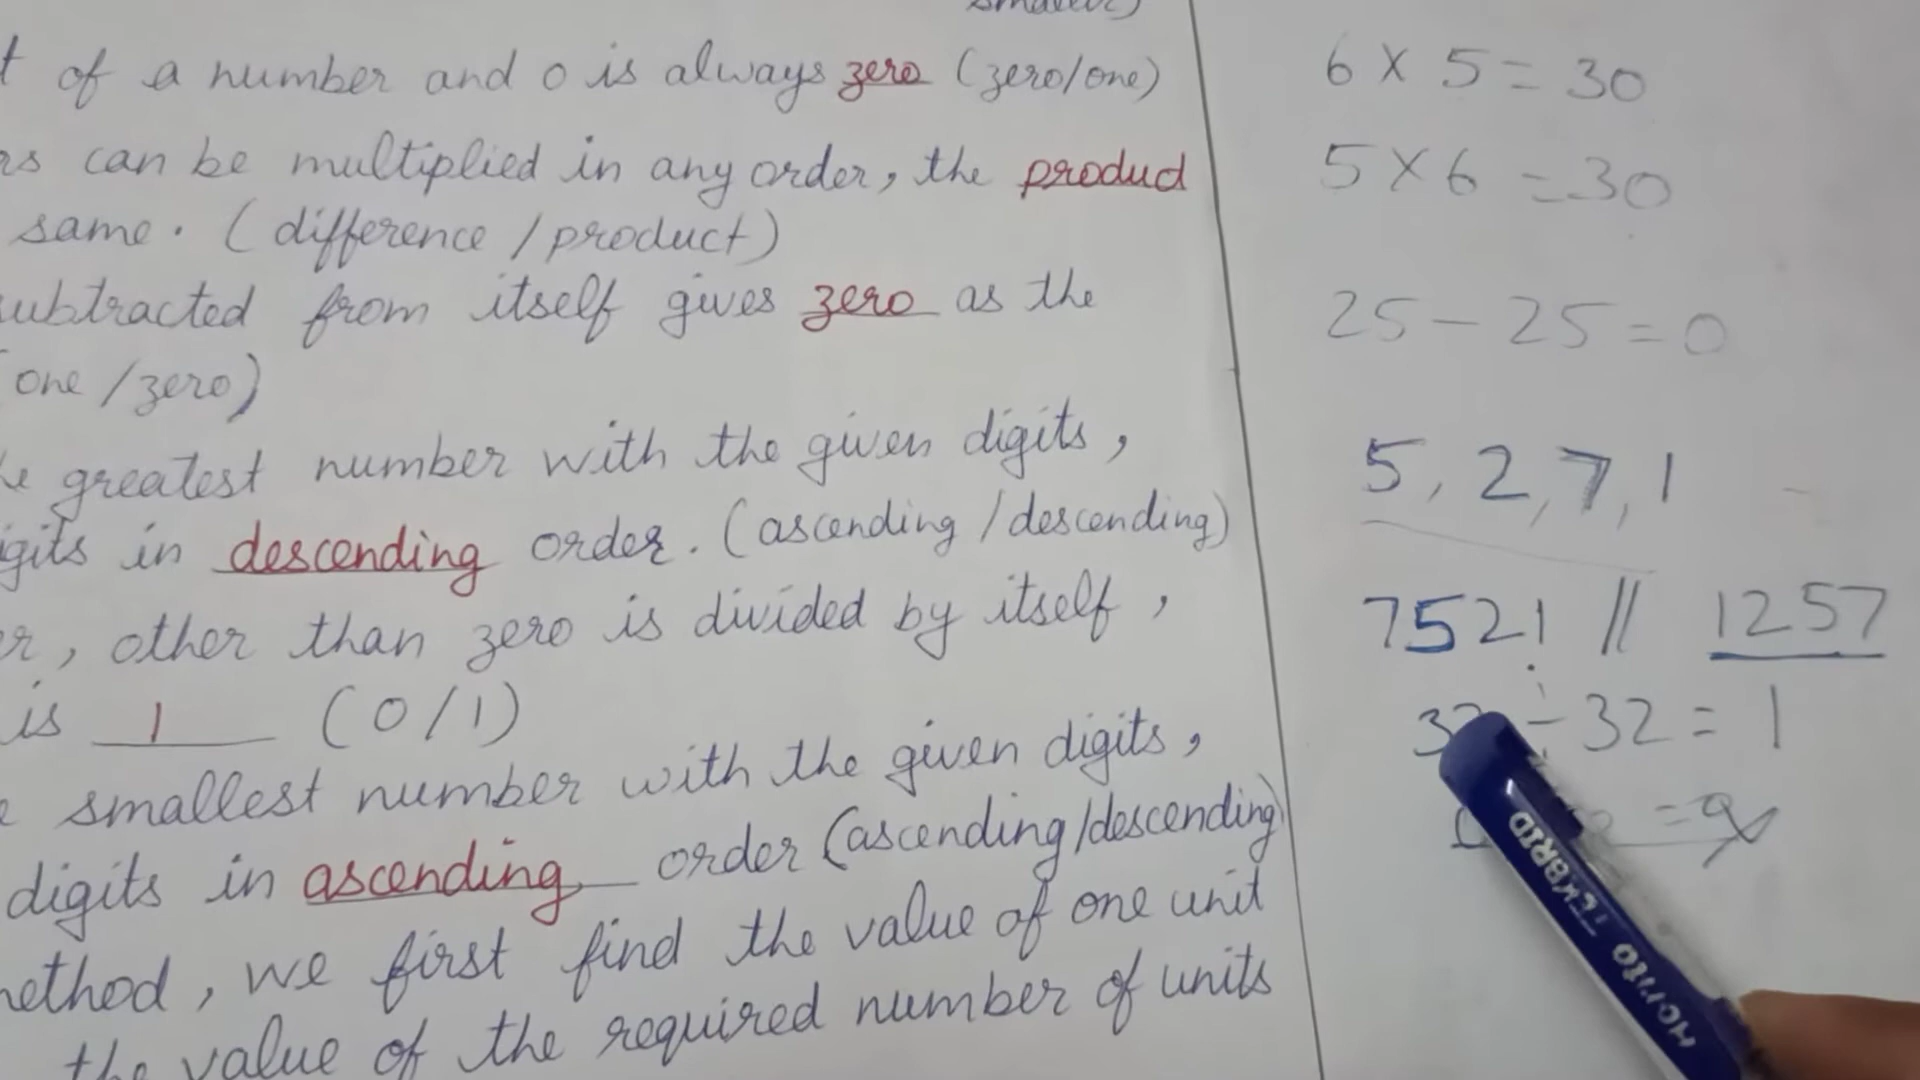 t of a number and 0 is always zero (zero/one)
rs can be multiplied in any order, the produd
same. (difference / product)
subtracted from itself gives zero as the
(one /zero)
greatest number with the given digits,
igits in descending order. (ascending / descending)
er, other than zero is divided by itself,
is 1 (0/1)
smallest number with the given digits,
digits in ascending order (ascending/descending)
method, we first find the value of one unit
the value of the required number of units
6 × 5 = 30
5 × 6 = 30
25 - 25 = 0
5, 2, 7, 1
7521 // 1257
32 ÷ 32 = 1
TEKBRID